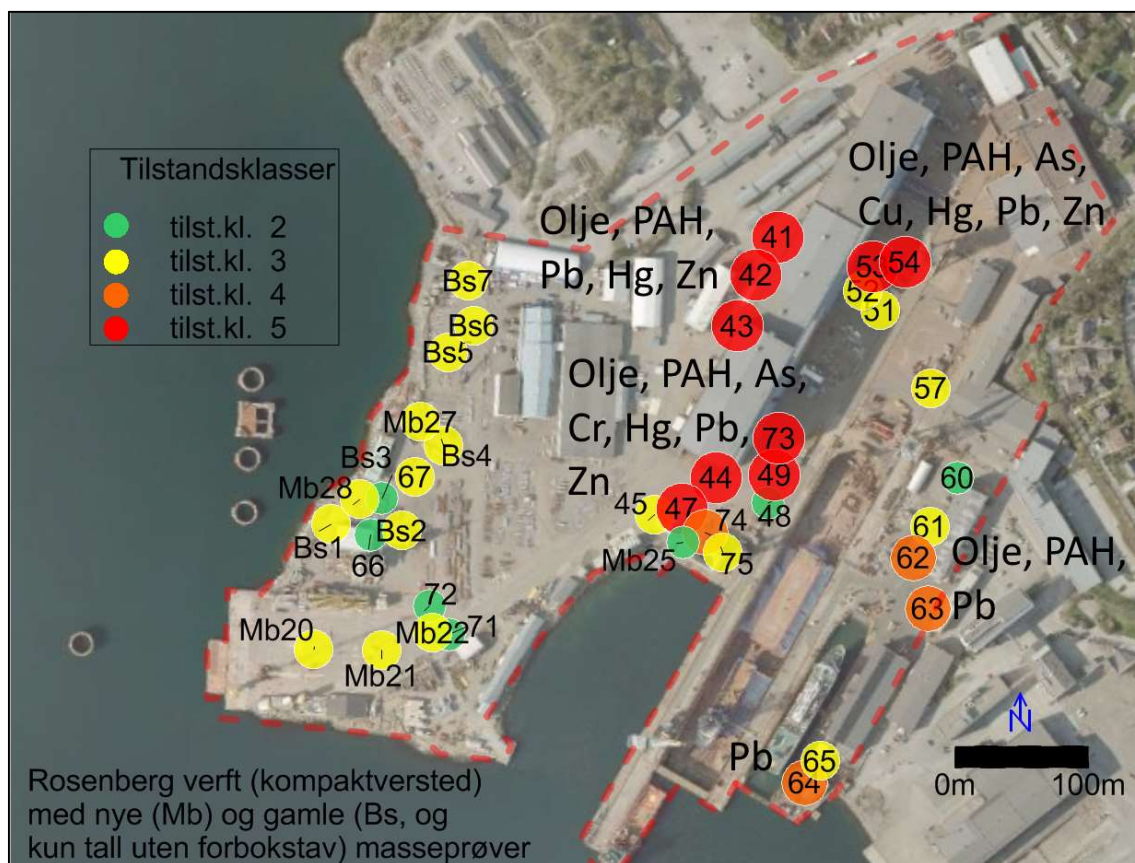 Tilstandsklasser
tilst.kl. 2
tilst.kl. 3
tilst.kl. 4
tilst.kl. 5
Olje, PAH, As,
Cu, Hg, Pb, Zn
Olje, PAH,
Pb, Hg, Zn
41
42
43
53
54
52
51
Bs7
Bs6
Bs5
Olje, PAH, As,
Cr, Hg, Pb,
Zn
57
Mb27
Bs4
Bs3
67
Mb28
Bs1
Bs2
66
73
44
49
45
47
74
48
Mb25
75
60
61
62
Olje, PAH,
Pb
63
72
Mb20
Mb22
71
Mb21
Pb
65
64
N
0m
100m
Rosenberg verft (kompaktversted)
med nye (Mb) og gamle (Bs, og
kun tall uten forbokstav) masseprøver